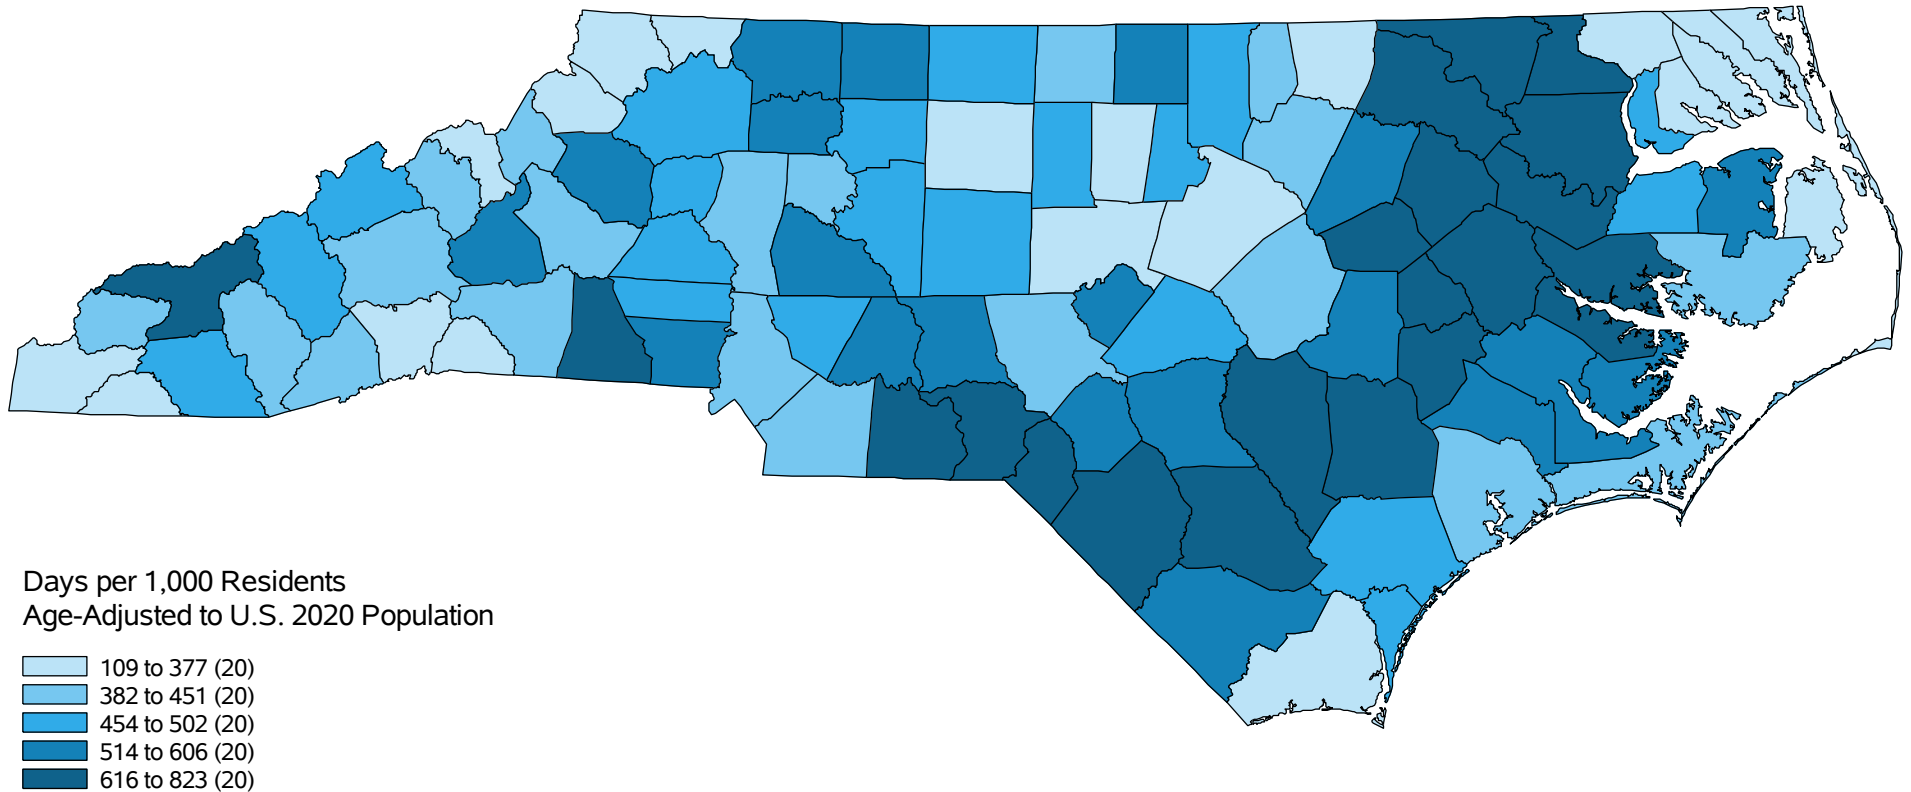 Days per 1,000 Residents
Age-Adjusted to U.S. 2020 Population
109 to 377 (20)
382 to 451 (20)
454 to 502 (20)
514 to 606 (20)
616 to 823 (20)